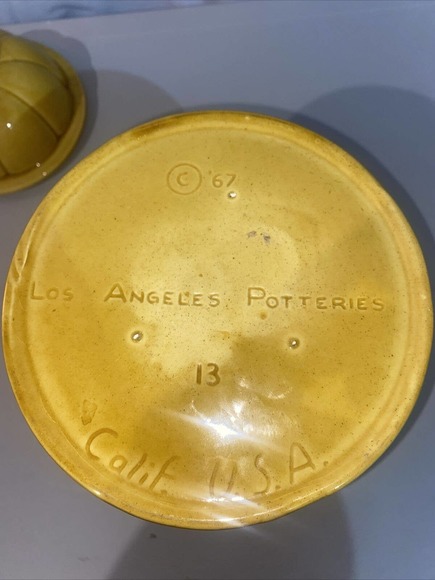 © '67
LOS ANGELES POTTERIES
13
Calif. U.S.A.